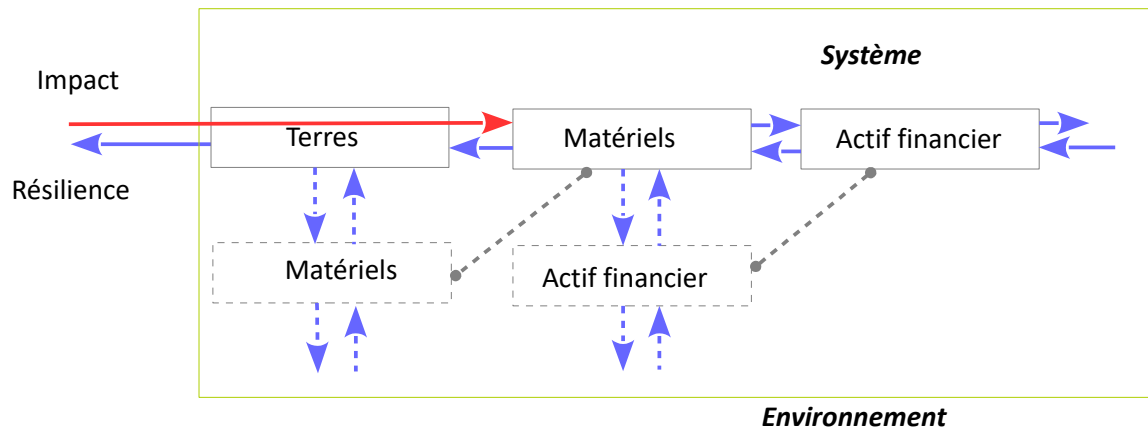 Système
Impact
Terres
Matériels
Actif financier
Résilience
Matériels
Actif financier
Environnement